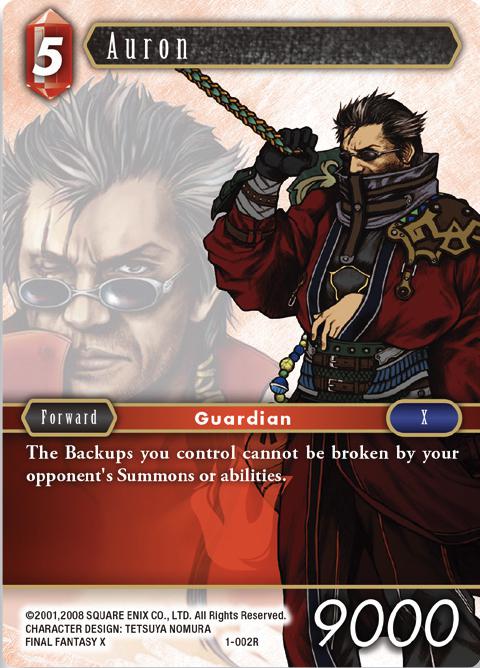 5
Auron
Forward
Guardian
X
The Backups you control cannot be broken by your
opponent's Summons or abilities.
©2001,2008 SQUARE ENIX CO., LTD. All Rights Reserved.
CHARACTER DESIGN: TETSUYA NOMURA
FINAL FANTASY X
1-002R
9000